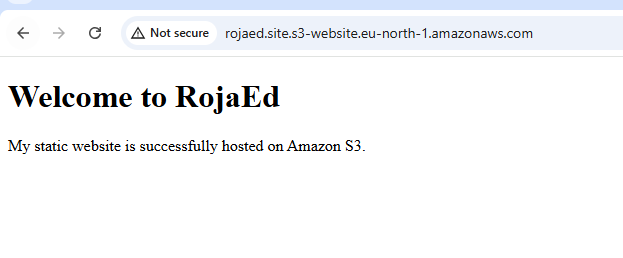 Not secure rojaed.site.s3-website.eu-north-1.amazonaws.com
Welcome to RojaEd
My static website is successfully hosted on Amazon S3.